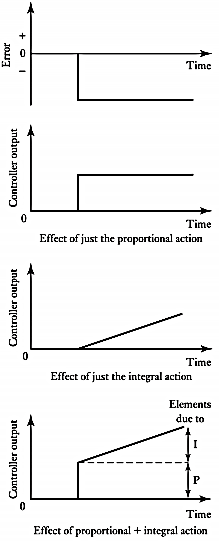 Error
+
0
−
Time
Controller output
0
Time
Effect of just the proportional action
Controller output
0
Time
Effect of just the integral action
Elements
due to
Controller output
I
P
0
Time
Effect of proportional + integral action